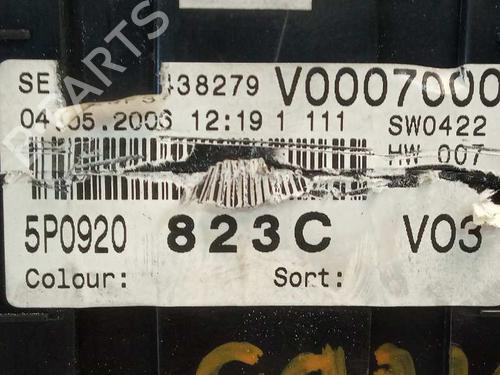 SE 438279 V0007000
04.05.2006 12:19 1 111 SW0422
HW 007
5P0920 823C V03
Colour: Sort: